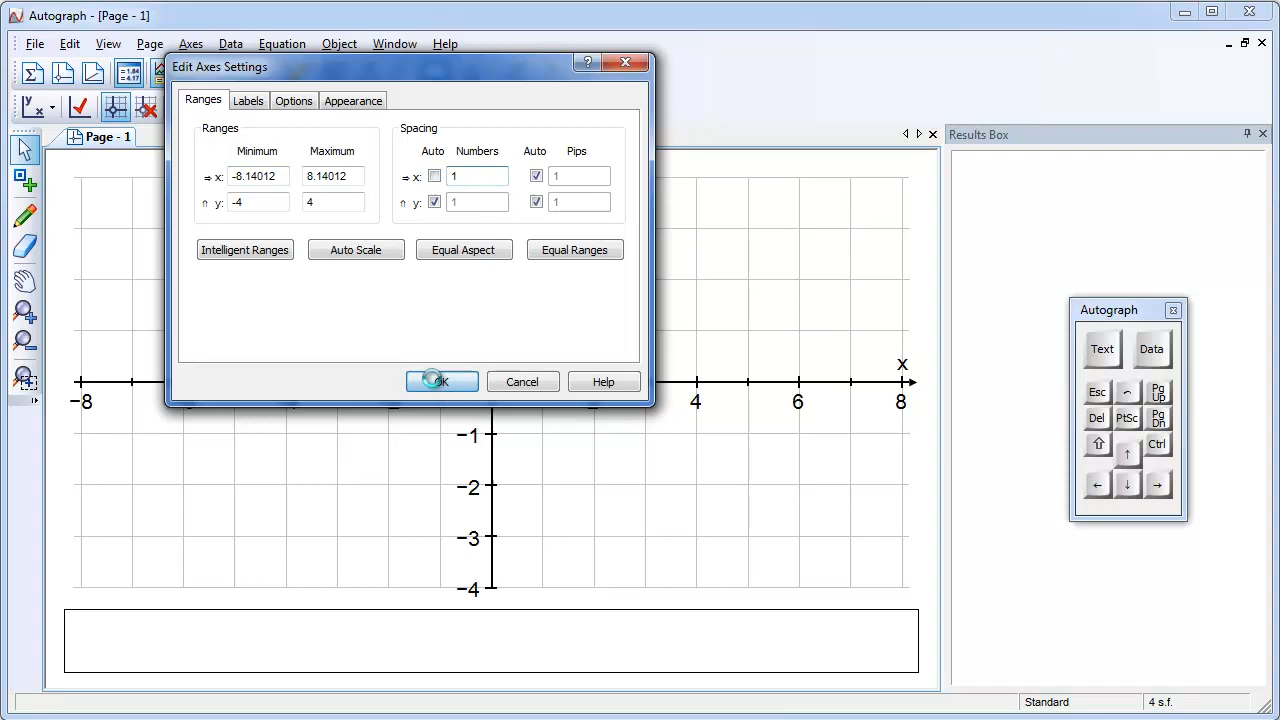 Autograph - [Page - 1]
File Edit View Page Axes Data Equation Object Window Help
Edit Axes Settings
Ranges Labels Options Appearance
Ranges
Minimum Maximum
⇒ x: -8.14012 8.14012
⇑ y: -4 4
Spacing
Auto Numbers Auto Pips
⇒ x: 1 1
⇑ y: 1 1
Intelligent Ranges Auto Scale Equal Aspect Equal Ranges
OK Cancel Help
Page - 1
Results Box
x
−8 4 6 8
−1
−2
−3
−4
Autograph
Text Data
Esc Pg Up
Del PtSc Pg Dn
Ctrl
Standard 4 s.f.